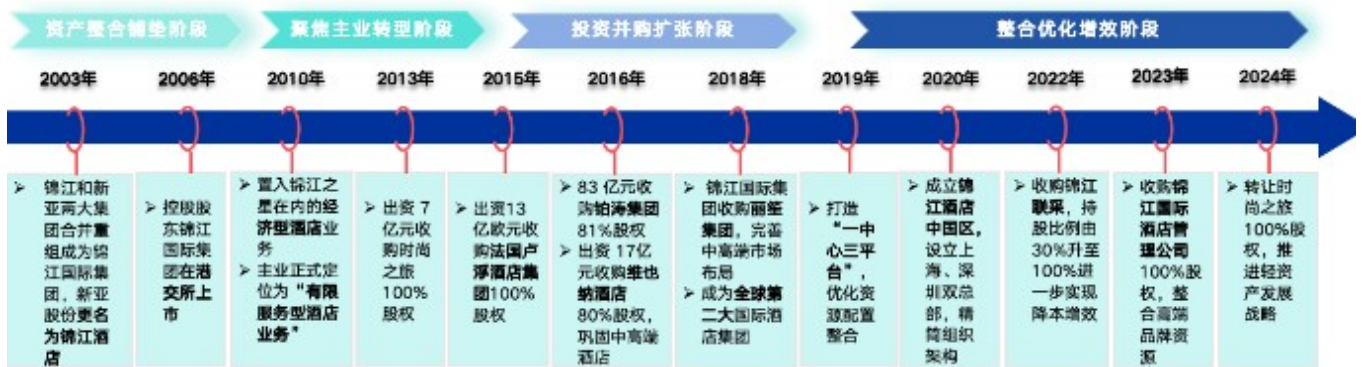 资产整合铺垫阶段
聚焦主业转型阶段
投资并购扩张阶段
整合优化增效阶段
2003年
2006年
2010年
2013年
2015年
2016年
2018年
2019年
2020年
2022年
2023年
2024年
➢ 锦江和新
亚两大集
团合并重
组成为锦
江国际集
团，新亚
股份更名
为锦江酒
店
➢ 控股股
东锦江
国际集
团在港
交所上
市
➢ 置入锦江之
星在内的经
济型酒店业
务
➢ 主业正式定
位为“有限
服务型酒店
业务”
➢ 出资 7
亿元收
购时尚
之旅
100%
股权
➢ 出资13
亿欧元收
购法国卢
浮酒店集
团100%
股权
➢ 83 亿元收
购铂涛集团
81%股权
➢ 出资 17亿
元收购维也
纳酒店
80%股权，
巩固中高端
酒店
➢ 锦江国际集
团收购丽笙
集团，完善
中高端市场
布局
➢ 成为全球第
二大国际酒
店集团
➢ 打造
“一中
心三平
台”，
优化资
源配置
整合
➢ 成立锦
江酒店
中国区，
设立上
海、深
圳双总
部，精
简组织
架构
➢ 收购锦江
联采，持
股比例由
30%升至
100%进
一步实现
降本增效
➢ 收购锦
江国际
酒店管
理公司
100%股
权，整
合高端
品牌资
源
➢ 转让时
尚之旅
100%股
权，推
进轻资
产发展
战略